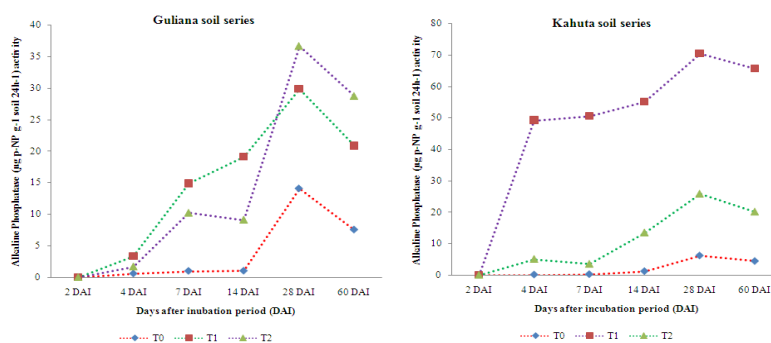 Guliana soil series
Alkaline Phosphatase (µg p-NP g-1 soil 24h-1) activity
40
35
30
25
20
15
10
5
0
2 DAI 4 DAI 7 DAI 14 DAI 28 DAI 60 DAI
Days after inubation period (DAI)
T0 T1 T2
Kahuta soil series
Alkaline Phosphatase (µg p-NP g-1 soil 24h-1) activity
80
70
60
50
40
30
20
10
0
2 DAI 4 DAI 7 DAI 14 DAI 28 DAI 60 DAI
Days after incubation period (DAI)
T0 T1 T2